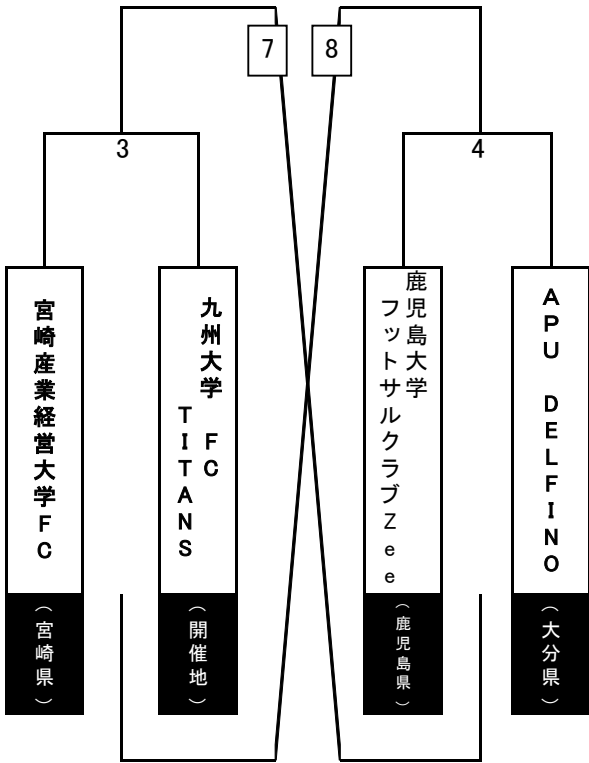 7
8
3
4
宮崎産業経営大学FC
(宮崎県)
九州大学 FC
TITANS
(開催地)
鹿児島大学
フットサルクラブZee
(鹿児島県)
APU DELFINO
(大分県)